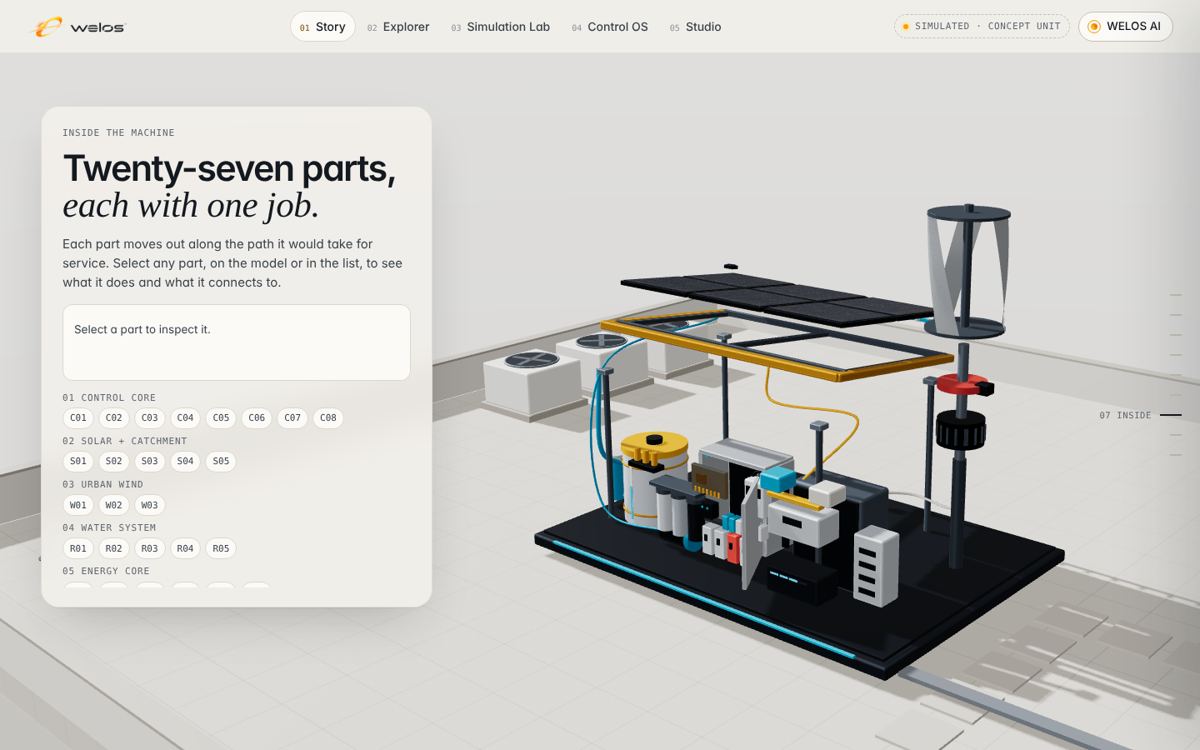 welos
01 Story
02 Explorer
03 Simulation Lab
04 Control OS
05 Studio
SIMULATED · CONCEPT UNIT
WELOS AI
INSIDE THE MACHINE
Twenty-seven parts,
each with one job.
Each part moves out along the path it would take for
service. Select any part, on the model or in the list, to see
what it does and what it connects to.
Select a part to inspect it.
01 CONTROL CORE
C01 C02 C03 C04 C05 C06 C07 C08
02 SOLAR + CATCHMENT
S01 S02 S03 S04 S05
03 URBAN WIND
W01 W02 W03
04 WATER SYSTEM
R01 R02 R03 R04 R05
05 ENERGY CORE
07 INSIDE